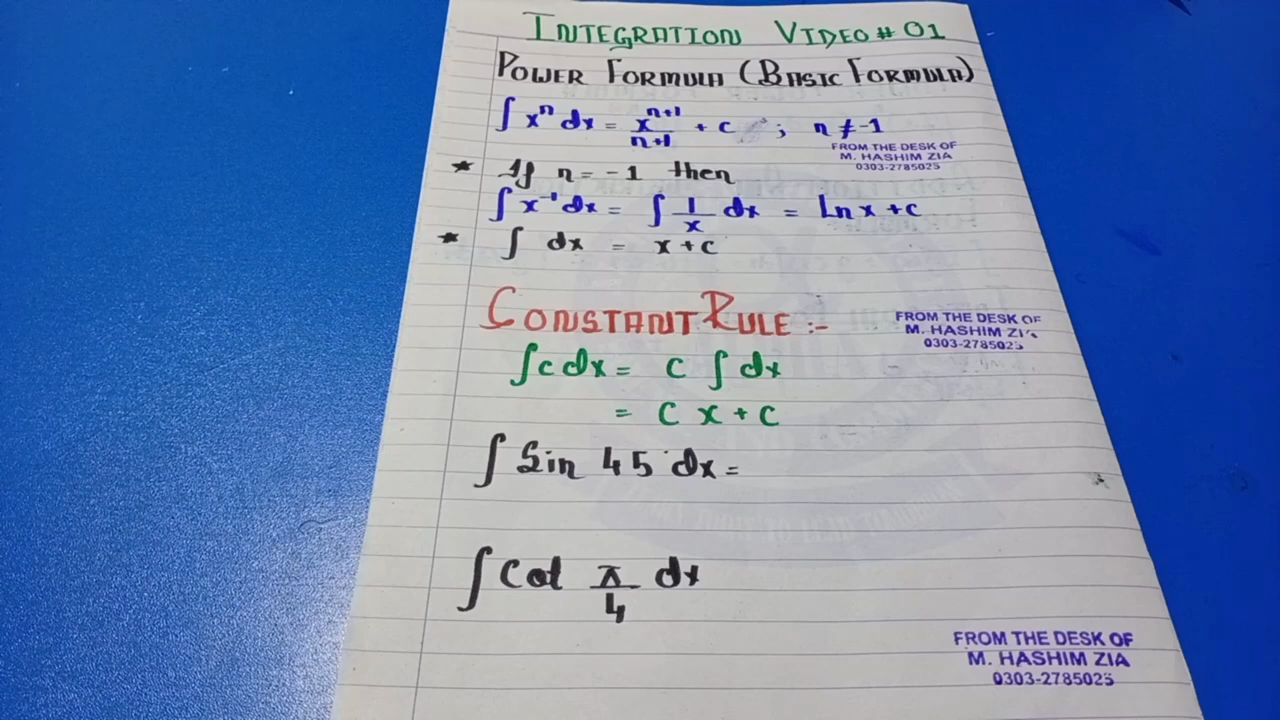 INTEGRATION VIDEO # 01
POWER FORMULA (BASIC FORMULA)
∫ xⁿ dx = xⁿ⁺¹/n+1 + c ; n ≠ -1
FROM THE DESK OF
M. HASHIM ZIA
0303-2785025
* If n = -1 then
∫ x⁻¹ dx = ∫ 1/x dx = ln x + c
* ∫ dx = x + c
CONSTANT RULE :-
FROM THE DESK OF
M. HASHIM ZIA
0303-2785025
∫ c dx = c ∫ dx
= c x + c
∫ Sin 45 dx =
∫ Cot π/4 dx
FROM THE DESK OF
M. HASHIM ZIA
0303-2785025